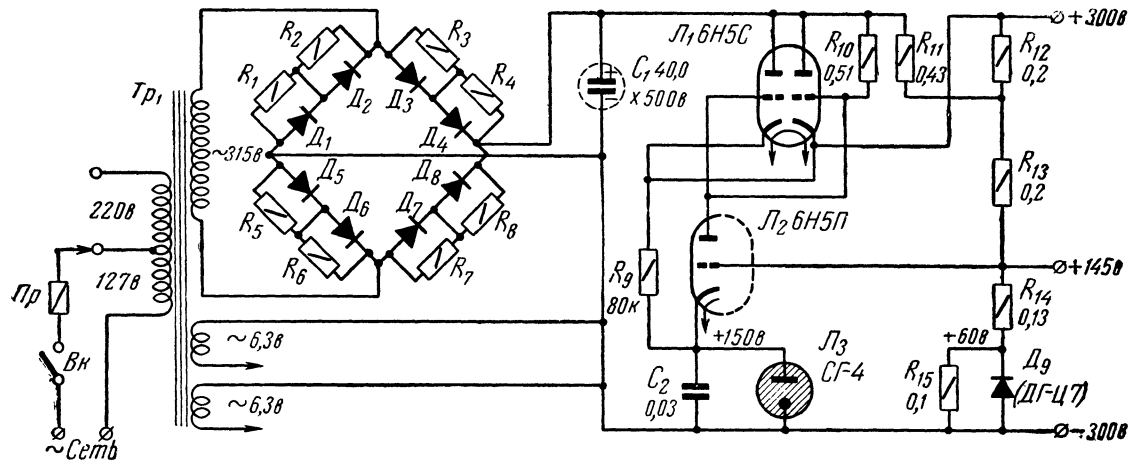 Тр₁
~315в
220в
127в
Пр
Вк
~Сеть
~6,3в
~6,3в
R₁
R₂
R₃
R₄
Д₁
Д₂
Д₃
Д₄
Д₅
Д₆
Д₇
Д₈
R₅
R₆
R₇
R₈
+
C₁ 40,0
× 500в
−
Л₁ 6Н5С
R₁₀
0,51
R₁₁
0,43
R₁₂
0,2
+300в
R₁₃
0,2
Л₂ 6Н5П
R₉
80к
+145в
R₁₄
0,13
+150в
+60в
Л₃
СГ-4
C₂
0,03
R₁₅
0,1
Д₉
(ДГ-Ц7)
-300в